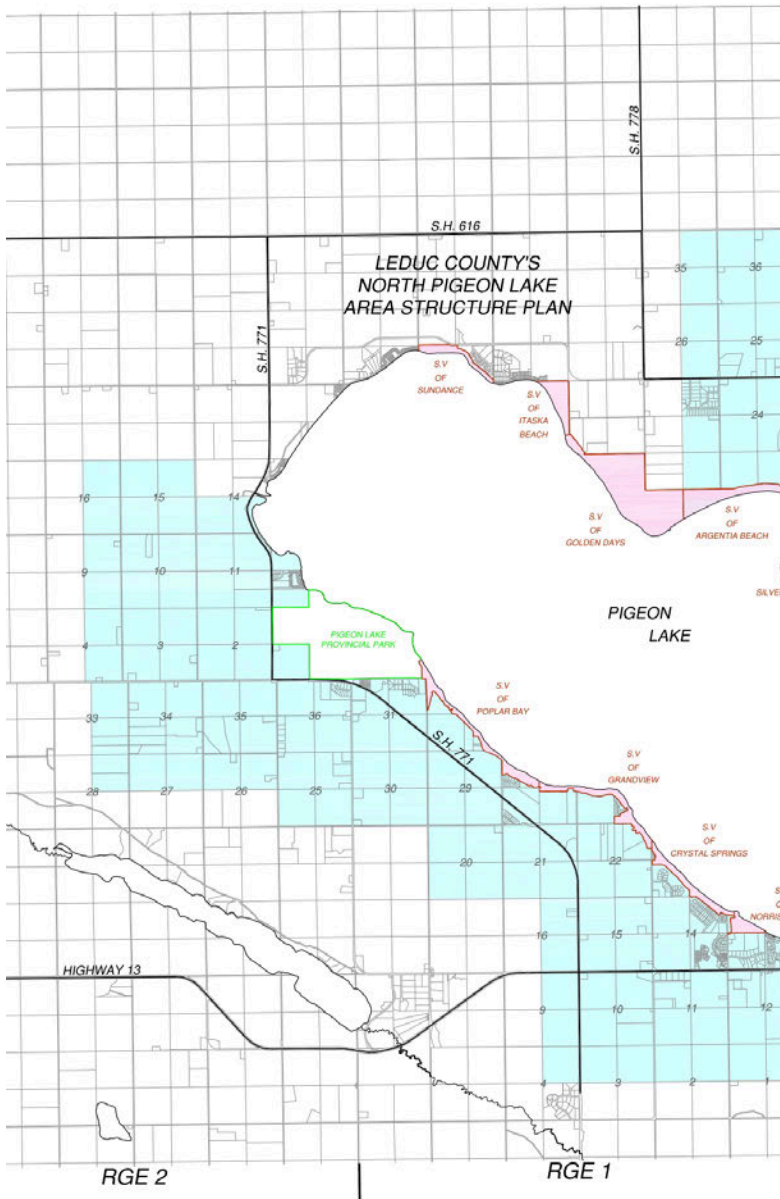 S.H. 778
S.H. 616
LEDUC COUNTY'S
NORTH PIGEON LAKE
AREA STRUCTURE PLAN
35
36
S.H. 771
26
25
S.V
OF
SUNDANCE
S.V
OF
ITASKA
BEACH
24
16
15
14
S.V
OF
GOLDEN DAYS
S.V
OF
ARGENTIA BEACH
9
10
11
SILVE
PIGEON
LAKE
PIGEON LAKE
PROVINCIAL PARK
4
3
2
S.V
OF
POPLAR BAY
33
34
35
36
31
S.H. 771
S.V
OF
GRANDVIEW
28
27
26
25
30
29
S.V
OF
CRYSTAL SPRINGS
20
21
22
S
O
NORRIS
16
15
14
HIGHWAY 13
9
10
11
12
4
3
2
1
RGE 2
RGE 1